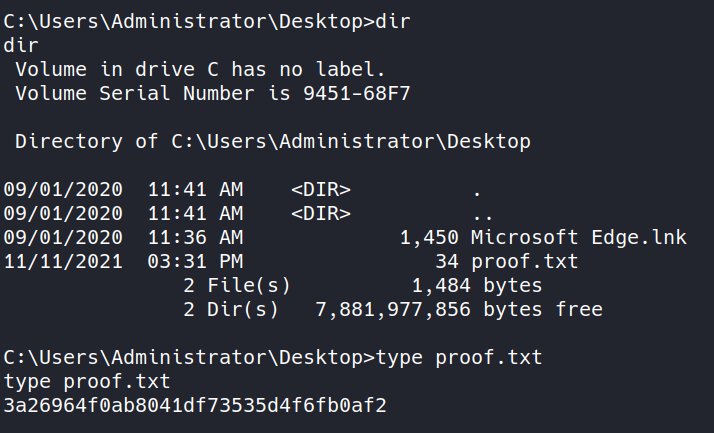 C:\Users\Administrator\Desktop>dir
dir
 Volume in drive C has no label.
 Volume Serial Number is 9451-68F7

 Directory of C:\Users\Administrator\Desktop

09/01/2020  11:41 AM    <DIR>          .
09/01/2020  11:41 AM    <DIR>          ..
09/01/2020  11:36 AM             1,450 Microsoft Edge.lnk
11/11/2021  03:31 PM                34 proof.txt
               2 File(s)          1,484 bytes
               2 Dir(s)   7,881,977,856 bytes free

C:\Users\Administrator\Desktop>type proof.txt
type proof.txt
3a26964f0ab8041df73535d4f6fb0af2